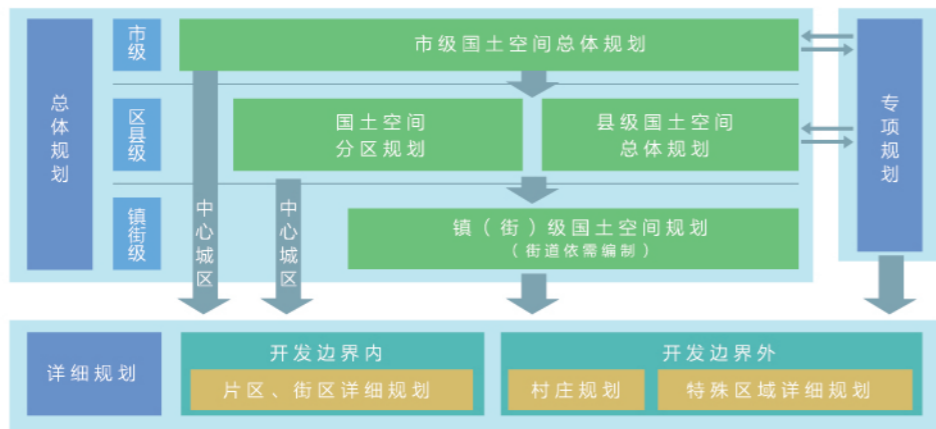 总体规划
市级
市级国土空间总体规划
区县级
国土空间
分区规划
县级国土空间
总体规划
镇街级
中心城区
中心城区
镇（街）级国土空间规划
（街道依需编制）
专项规划
详细规划
开发边界内
片区、街区详细规划
开发边界外
村庄规划
特殊区域详细规划